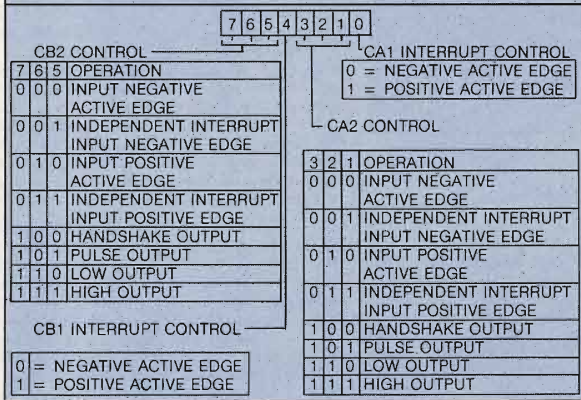 7 6 5 4 3 2 1 0
CB2 CONTROL
7 6 5 OPERATION
0 0 0 INPUT NEGATIVE
ACTIVE EDGE
0 0 1 INDEPENDENT INTERRUPT
INPUT NEGATIVE EDGE
0 1 0 INPUT POSITIVE
ACTIVE EDGE
0 1 1 INDEPENDENT INTERRUPT
INPUT POSITIVE EDGE
1 0 0 HANDSHAKE OUTPUT
1 0 1 PULSE OUTPUT
1 1 0 LOW OUTPUT
1 1 1 HIGH OUTPUT
CB1 INTERRUPT CONTROL
0 = NEGATIVE ACTIVE EDGE
1 = POSITIVE ACTIVE EDGE
CA1 INTERRUPT CONTROL
0 = NEGATIVE ACTIVE EDGE
1 = POSITIVE ACTIVE EDGE
CA2 CONTROL
3 2 1 OPERATION
0 0 0 INPUT NEGATIVE
ACTIVE EDGE
0 0 1 INDEPENDENT INTERRUPT
INPUT NEGATIVE EDGE
0 1 0 INPUT POSITIVE
ACTIVE EDGE
0 1 1 INDEPENDENT INTERRUPT
INPUT POSITIVE EDGE
1 0 0 HANDSHAKE OUTPUT
1 0 1 PULSE OUTPUT
1 1 0 LOW OUTPUT
1 1 1 HIGH OUTPUT